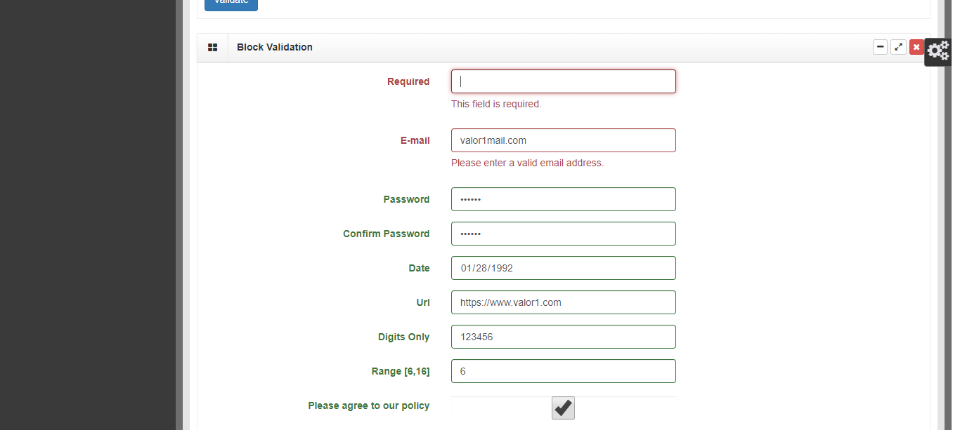 Validate
Block Validation
Required
This field is required.
E-mail valor1mail.com
Please enter a valid email address.
Password ••••••
Confirm Password ••••••
Date 01/28/1992
Url https://www.valor1.com
Digits Only 123456
Range [6,16] 6
Please agree to our policy